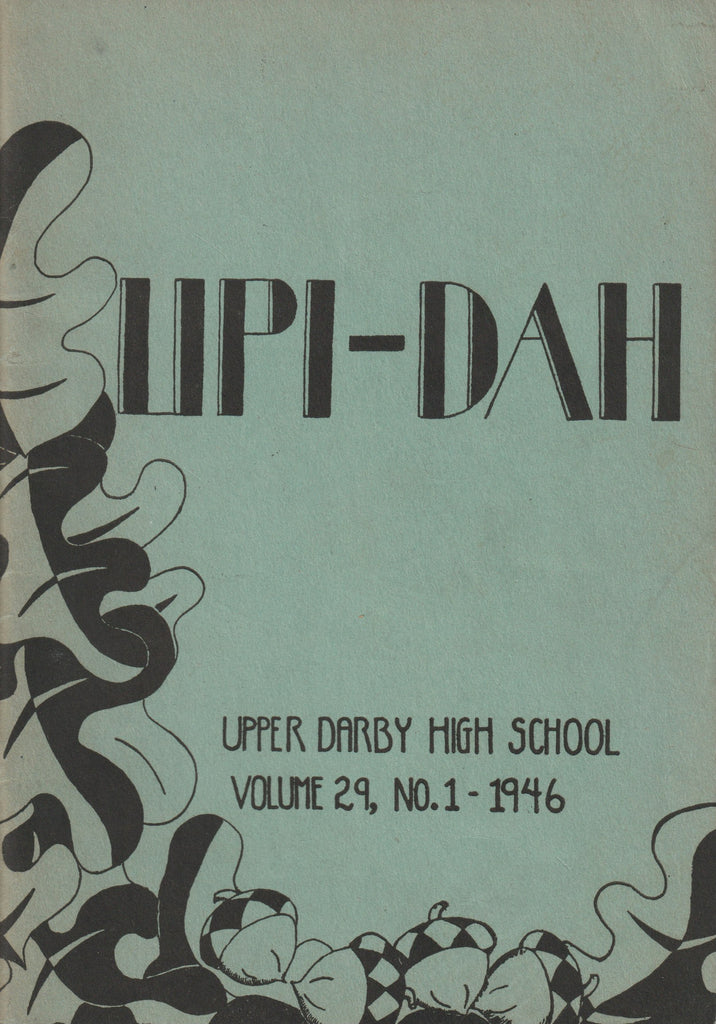 UPI-DAH
UPPER DARBY HIGH SCHOOL
VOLUME 29, NO. 1 - 1946